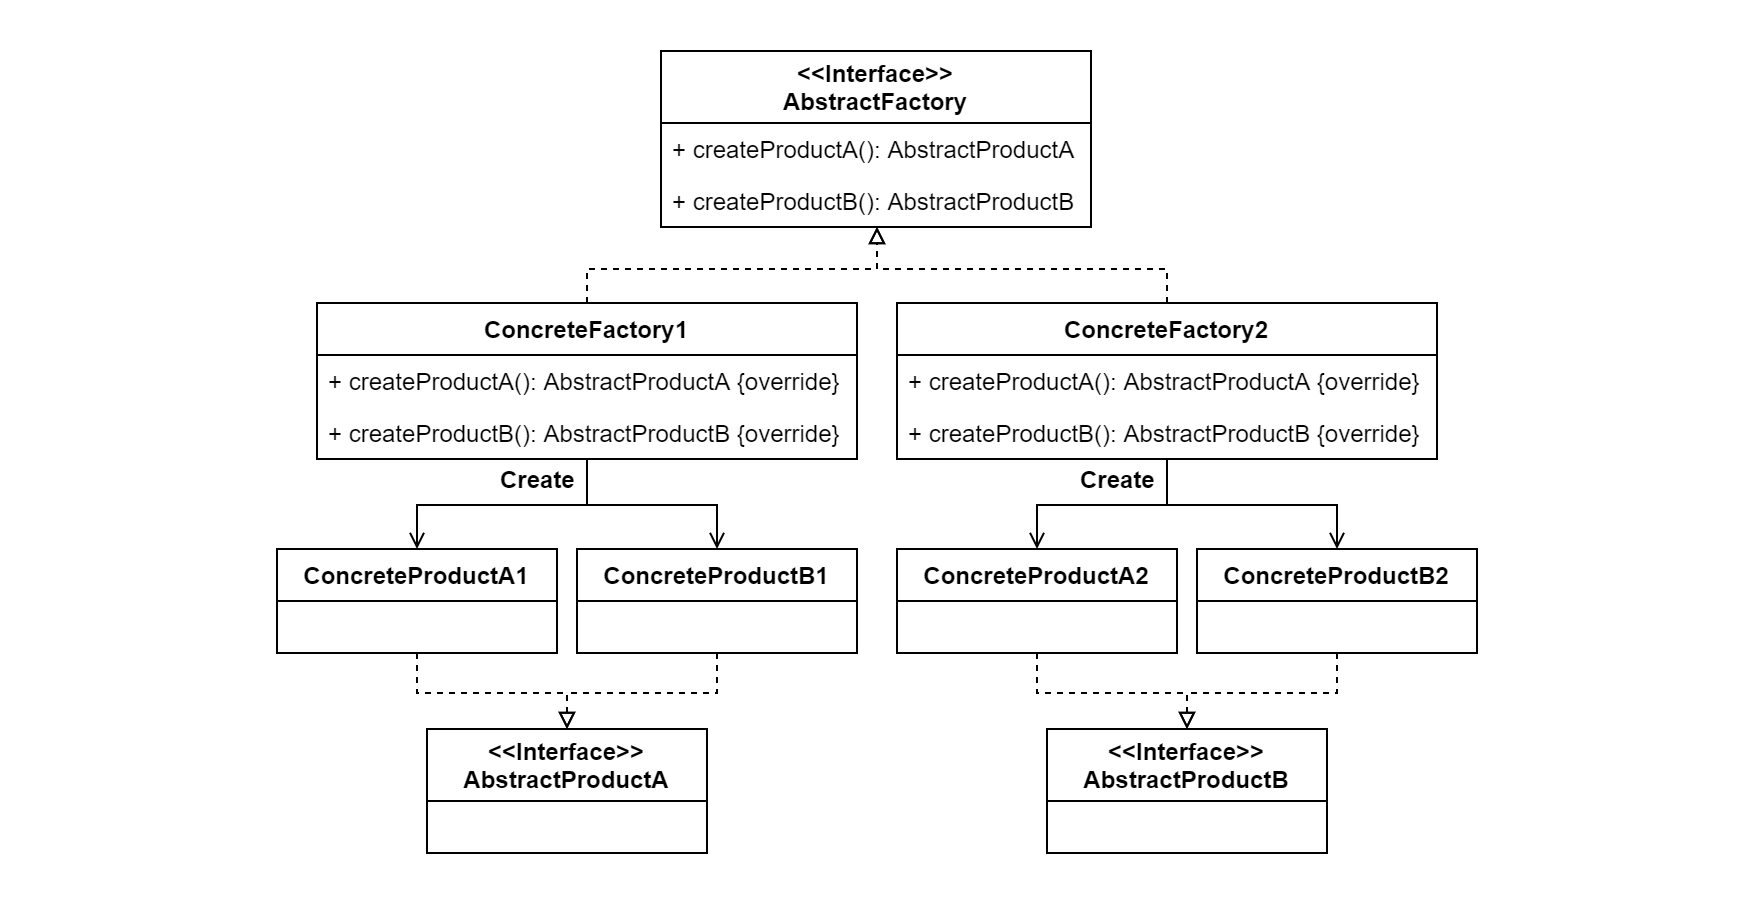 <<Interface>>
AbstractFactory
+ createProductA(): AbstractProductA
+ createProductB(): AbstractProductB
ConcreteFactory1
+ createProductA(): AbstractProductA {override}
+ createProductB(): AbstractProductB {override}
ConcreteFactory2
+ createProductA(): AbstractProductA {override}
+ createProductB(): AbstractProductB {override}
Create
Create
ConcreteProductA1
ConcreteProductB1
ConcreteProductA2
ConcreteProductB2
<<Interface>>
AbstractProductA
<<Interface>>
AbstractProductB